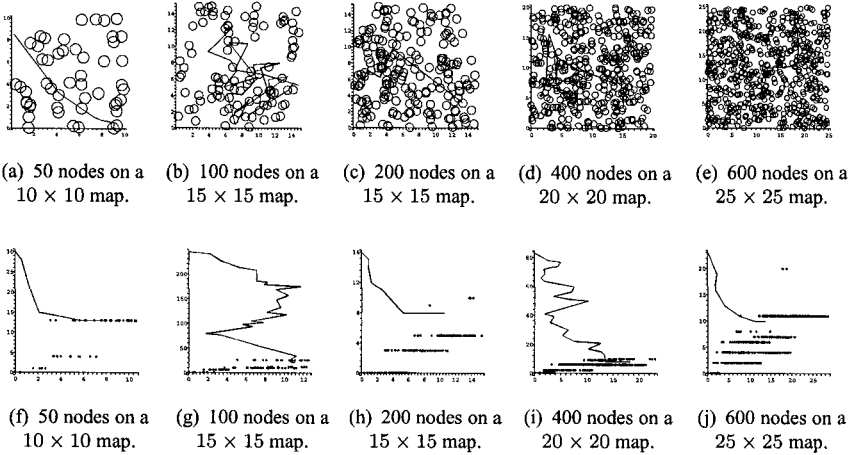 (a) 50 nodes on a
10 × 10 map.
(b) 100 nodes on a
15 × 15 map.
(c) 200 nodes on a
15 × 15 map.
(d) 400 nodes on a
20 × 20 map.
(e) 600 nodes on a
25 × 25 map.
(f) 50 nodes on a
10 × 10 map.
(g) 100 nodes on a
15 × 15 map.
(h) 200 nodes on a
15 × 15 map.
(i) 400 nodes on a
20 × 20 map.
(j) 600 nodes on a
25 × 25 map.